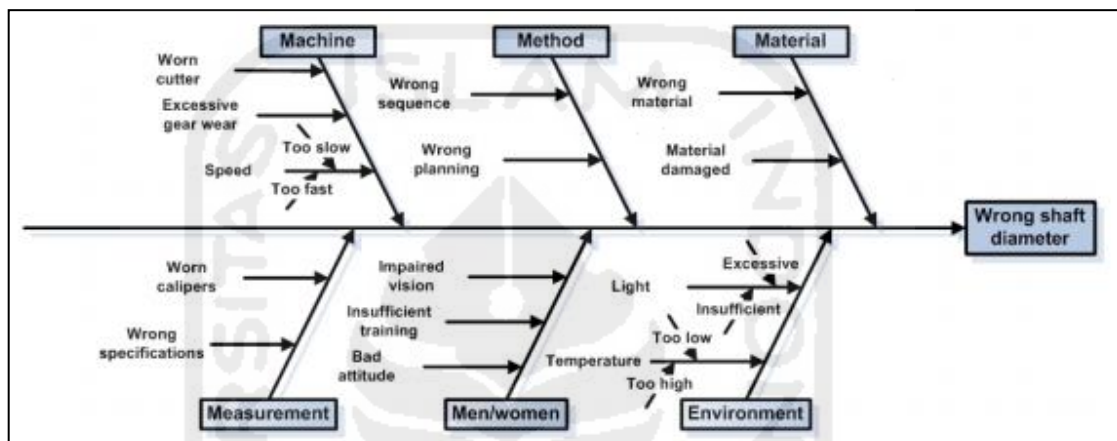 Machine
Method
Material
Worn
cutter
Excessive
gear wear
Too slow
Speed
Too fast
Wrong
sequence
Wrong
planning
Wrong
material
Material
damaged
Wrong shaft
diameter
Worn
calipers
Wrong
specifications
Impaired
vision
Insufficient
training
Bad
attitude
Excessive
Light
Insufficient
Too low
Temperature
Too high
Measurement
Men/women
Environment